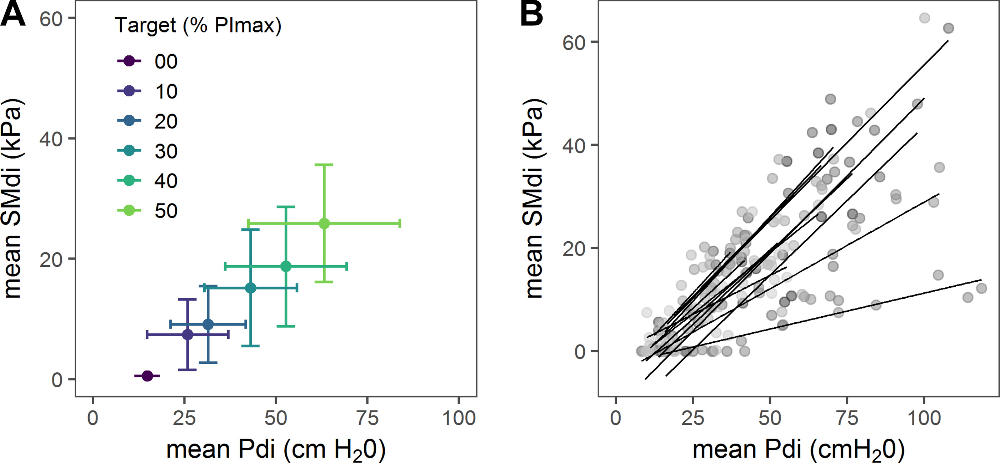 A
60
40
20
0
mean SMdi (kPa)
Target (% PImax)
00
10
20
30
40
50
0 25 50 75 100
mean Pdi (cm H₂0)
B
60
40
20
0
mean SMdi (kPa)
0 25 50 75 100
mean Pdi (cmH₂0)